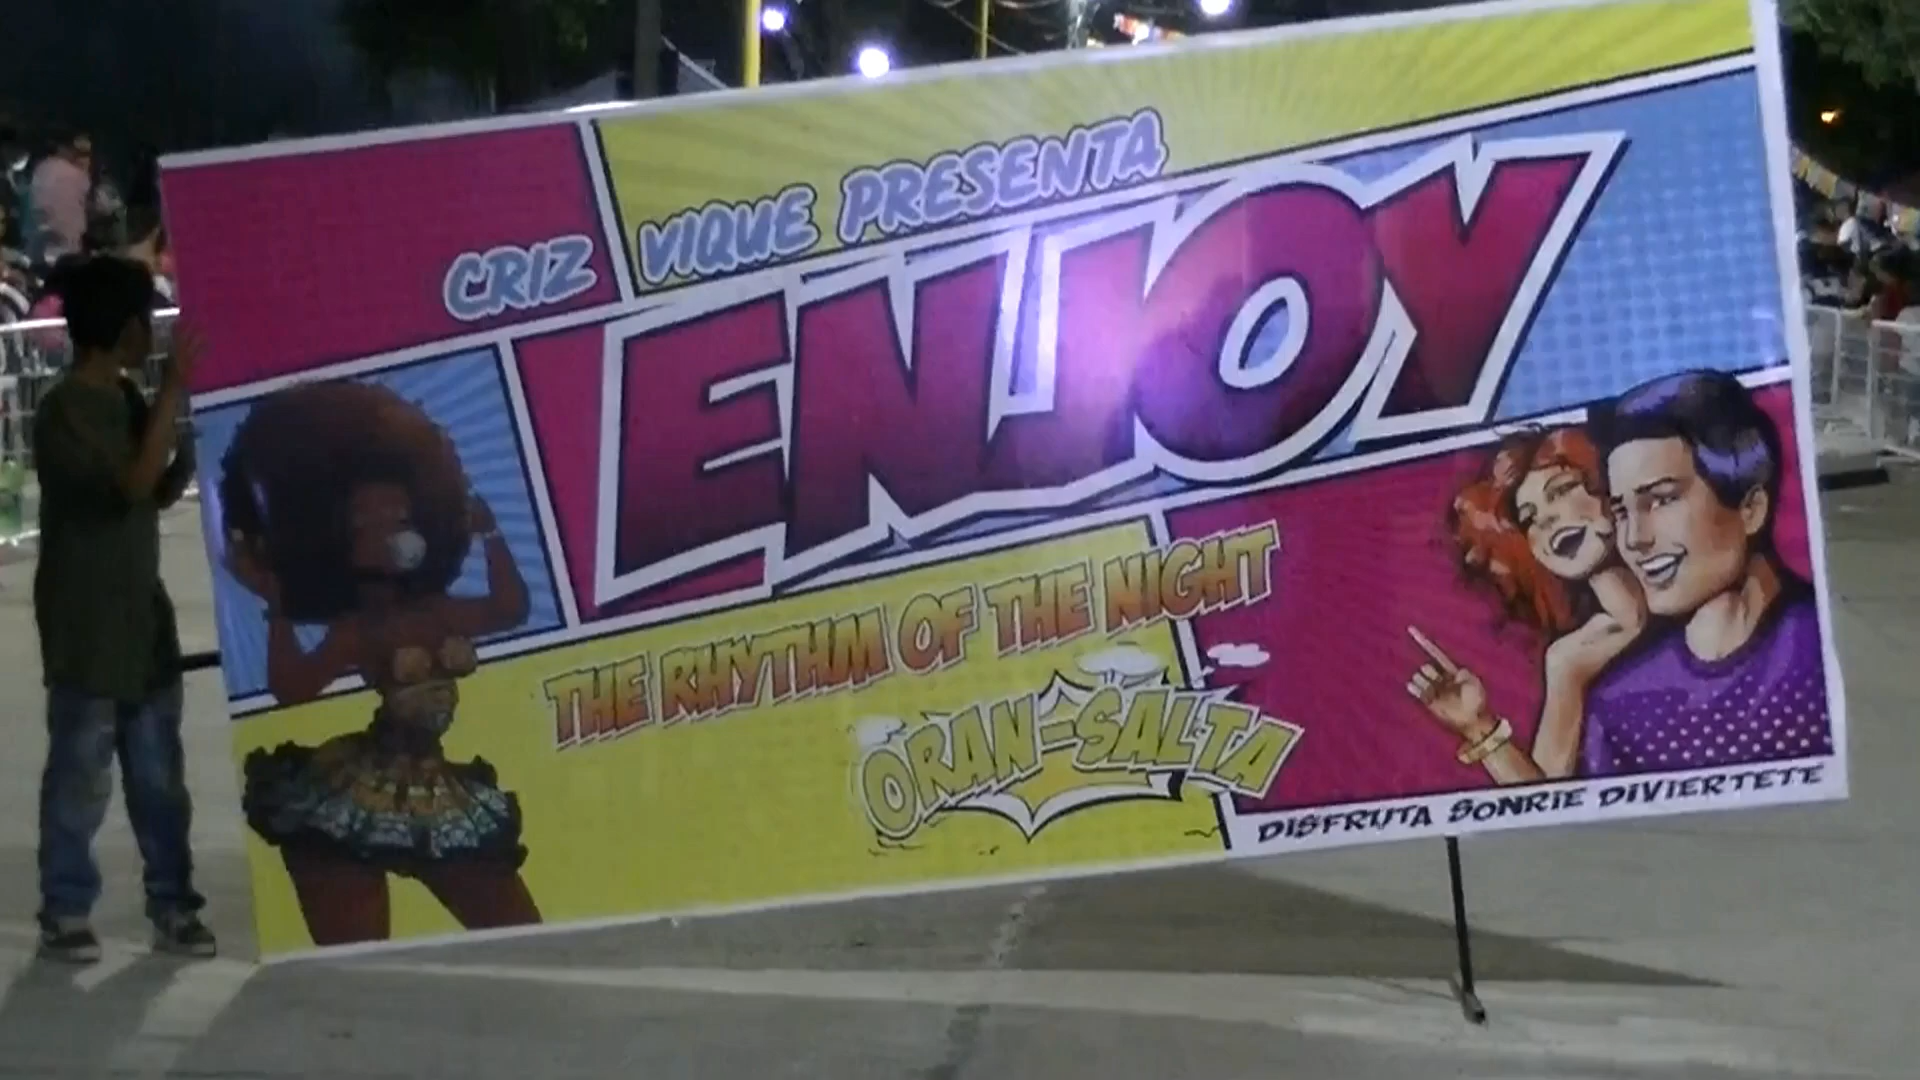 CRIZ VIQUE PRESENTA
ENJOY
THE RHYTHM OF THE NIGHT
ORAN-SALTA
DISFRUTA SONRIE DIVIERTETE